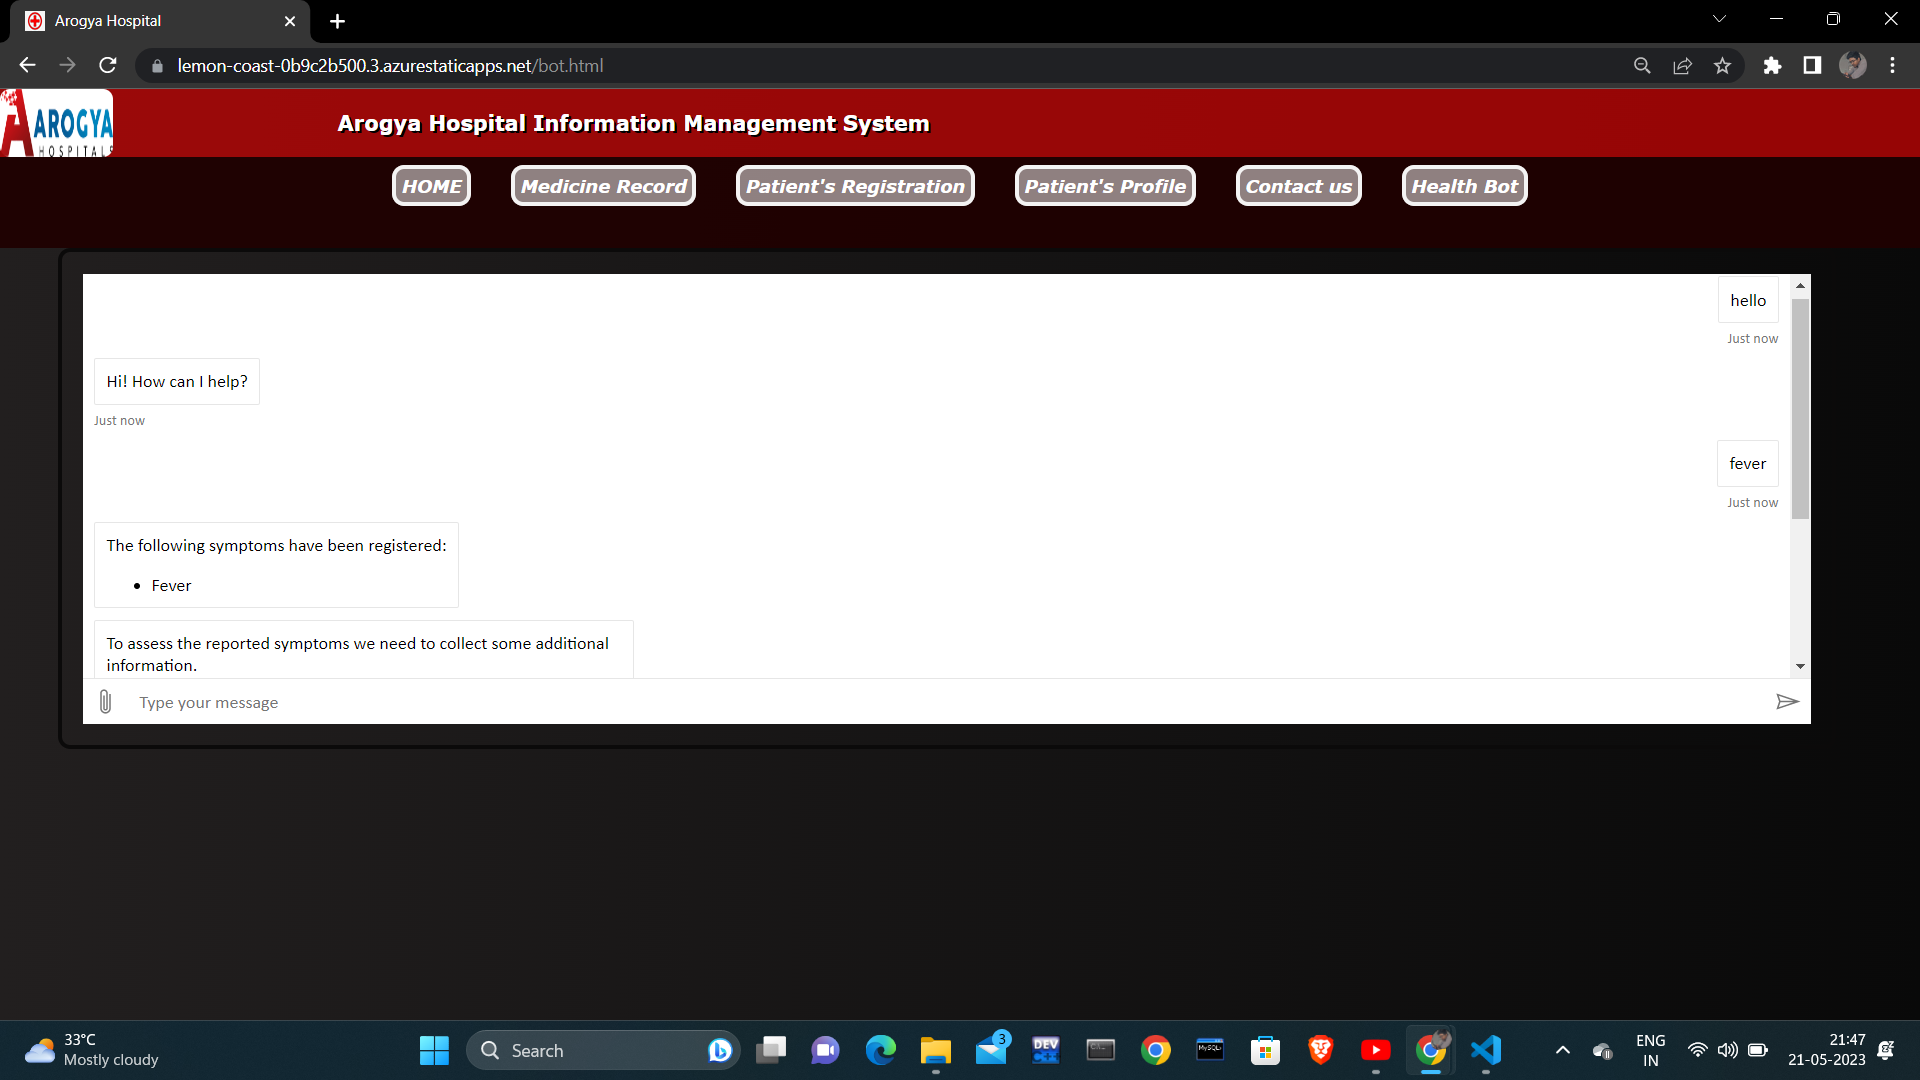 Arogya Hospital
lemon-coast-0b9c2b500.3.azurestaticapps.net/bot.html
AROGYA
HOSPITALS
Arogya Hospital Information Management System
HOME Medicine Record Patient's Registration Patient's Profile Contact us Health Bot
hello
Just now
Hi! How can I help?
Just now
fever
Just now
The following symptoms have been registered:
• Fever
To assess the reported symptoms we need to collect some additional
information.
Type your message
33°C
Mostly cloudy
Search
3
DEV
C++
MySQL
ENG
IN
21:47
21-05-2023